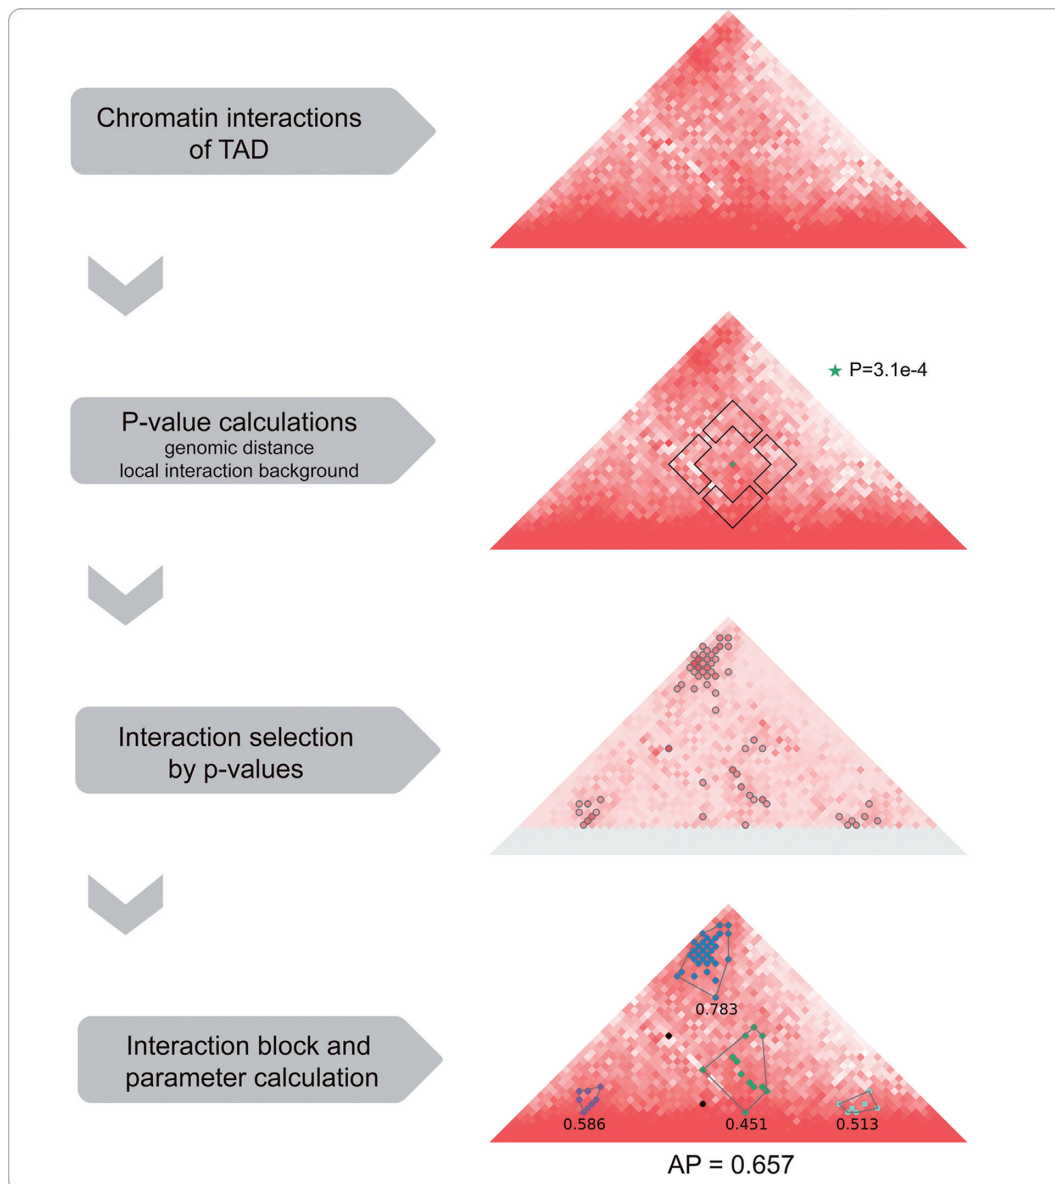 Chromatin interactions
of TAD
P-value calculations
genomic distance
local interaction background
★ P=3.1e-4
Interaction selection
by p-values
Interaction block and
parameter calculation
0.783
0.586
0.451
0.513
AP = 0.657